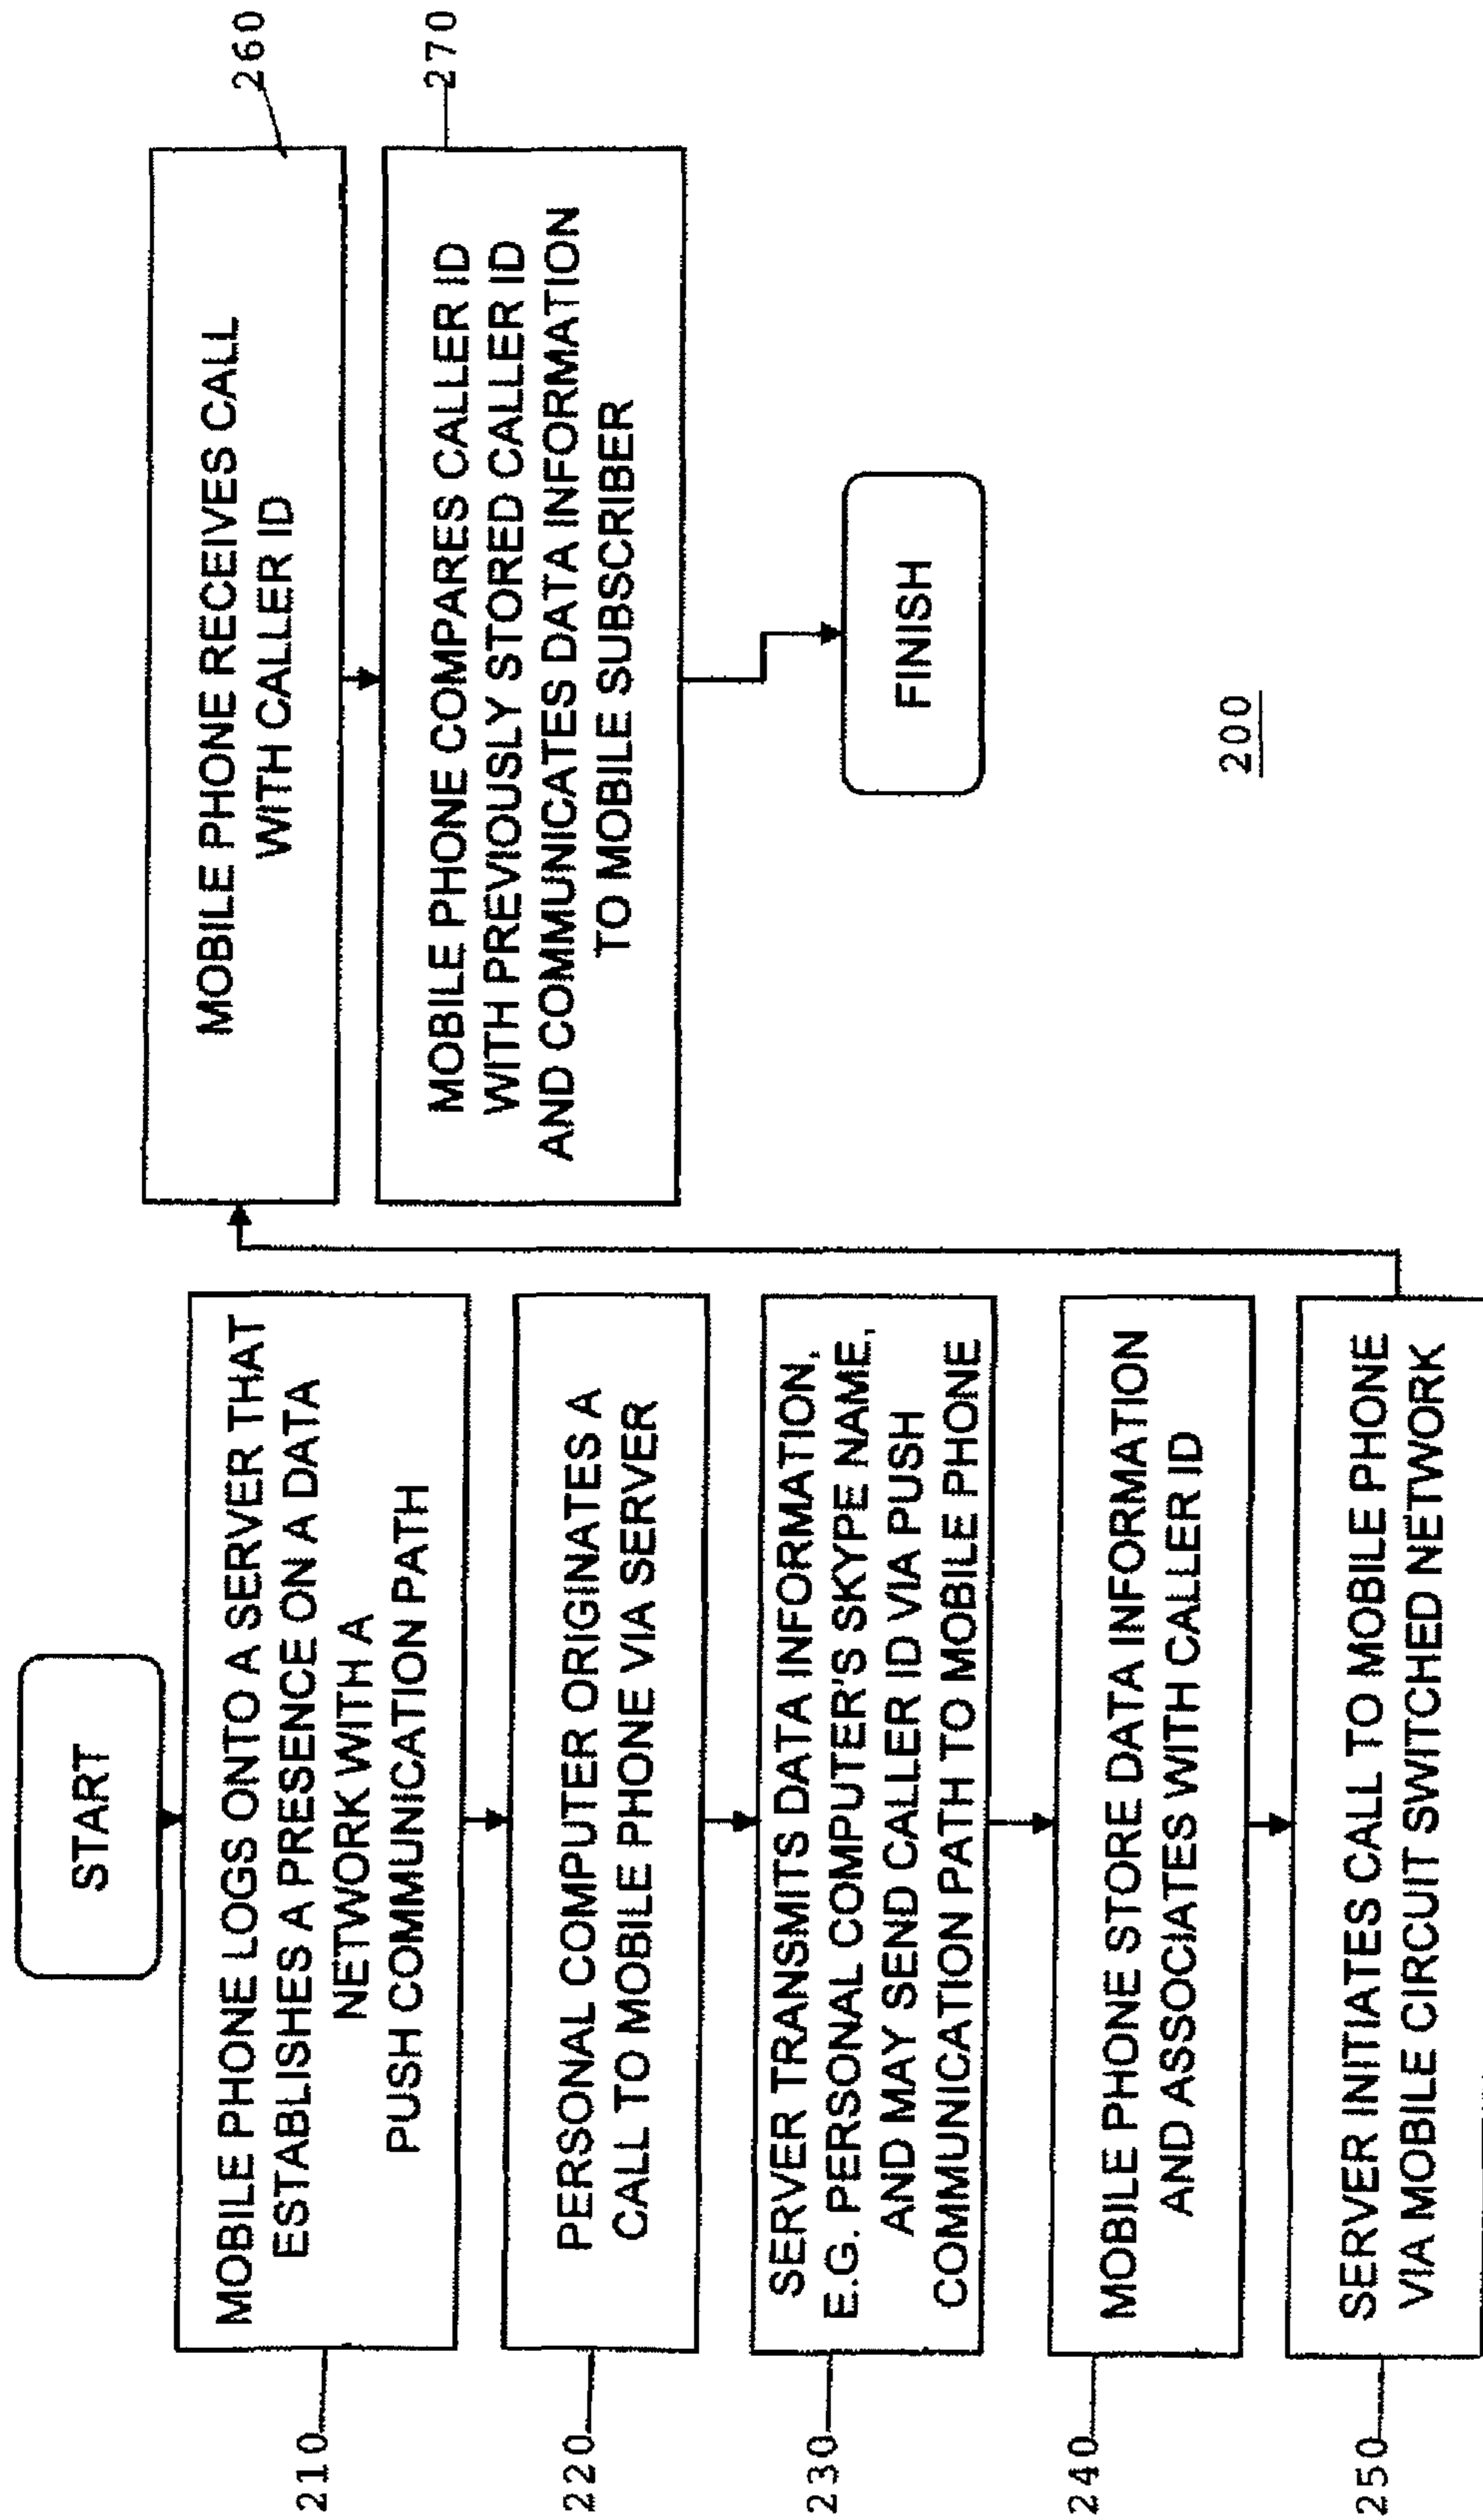 START
210
MOBILE PHONE LOGS ONTO A SERVER THAT
ESTABLISHES A PRESENCE ON A DATA
NETWORK WITH A
PUSH COMMUNICATION PATH
220
PERSONAL COMPUTER ORIGINATES A
CALL TO MOBILE PHONE VIA SERVER
230
SERVER TRANSMITS DATA INFORMATION,
E.G. PERSONAL COMPUTER'S SKYPE NAME,
AND MAY SEND CALLER ID VIA PUSH
COMMUNICATION PATH TO MOBILE PHONE
240
MOBILE PHONE STORE DATA INFORMATION
AND ASSOCIATES WITH CALLER ID
250
SERVER INITIATES CALL TO MOBILE PHONE
VIA MOBILE CIRCUIT SWITCHED NETWORK
260
MOBILE PHONE RECEIVES CALL
WITH CALLER ID
270
MOBILE PHONE COMPARES CALLER ID
WITH PREVIOUSLY STORED CALLER ID
AND COMMUNICATES DATA INFORMATION
TO MOBILE SUBSCRIBER
FINISH
200